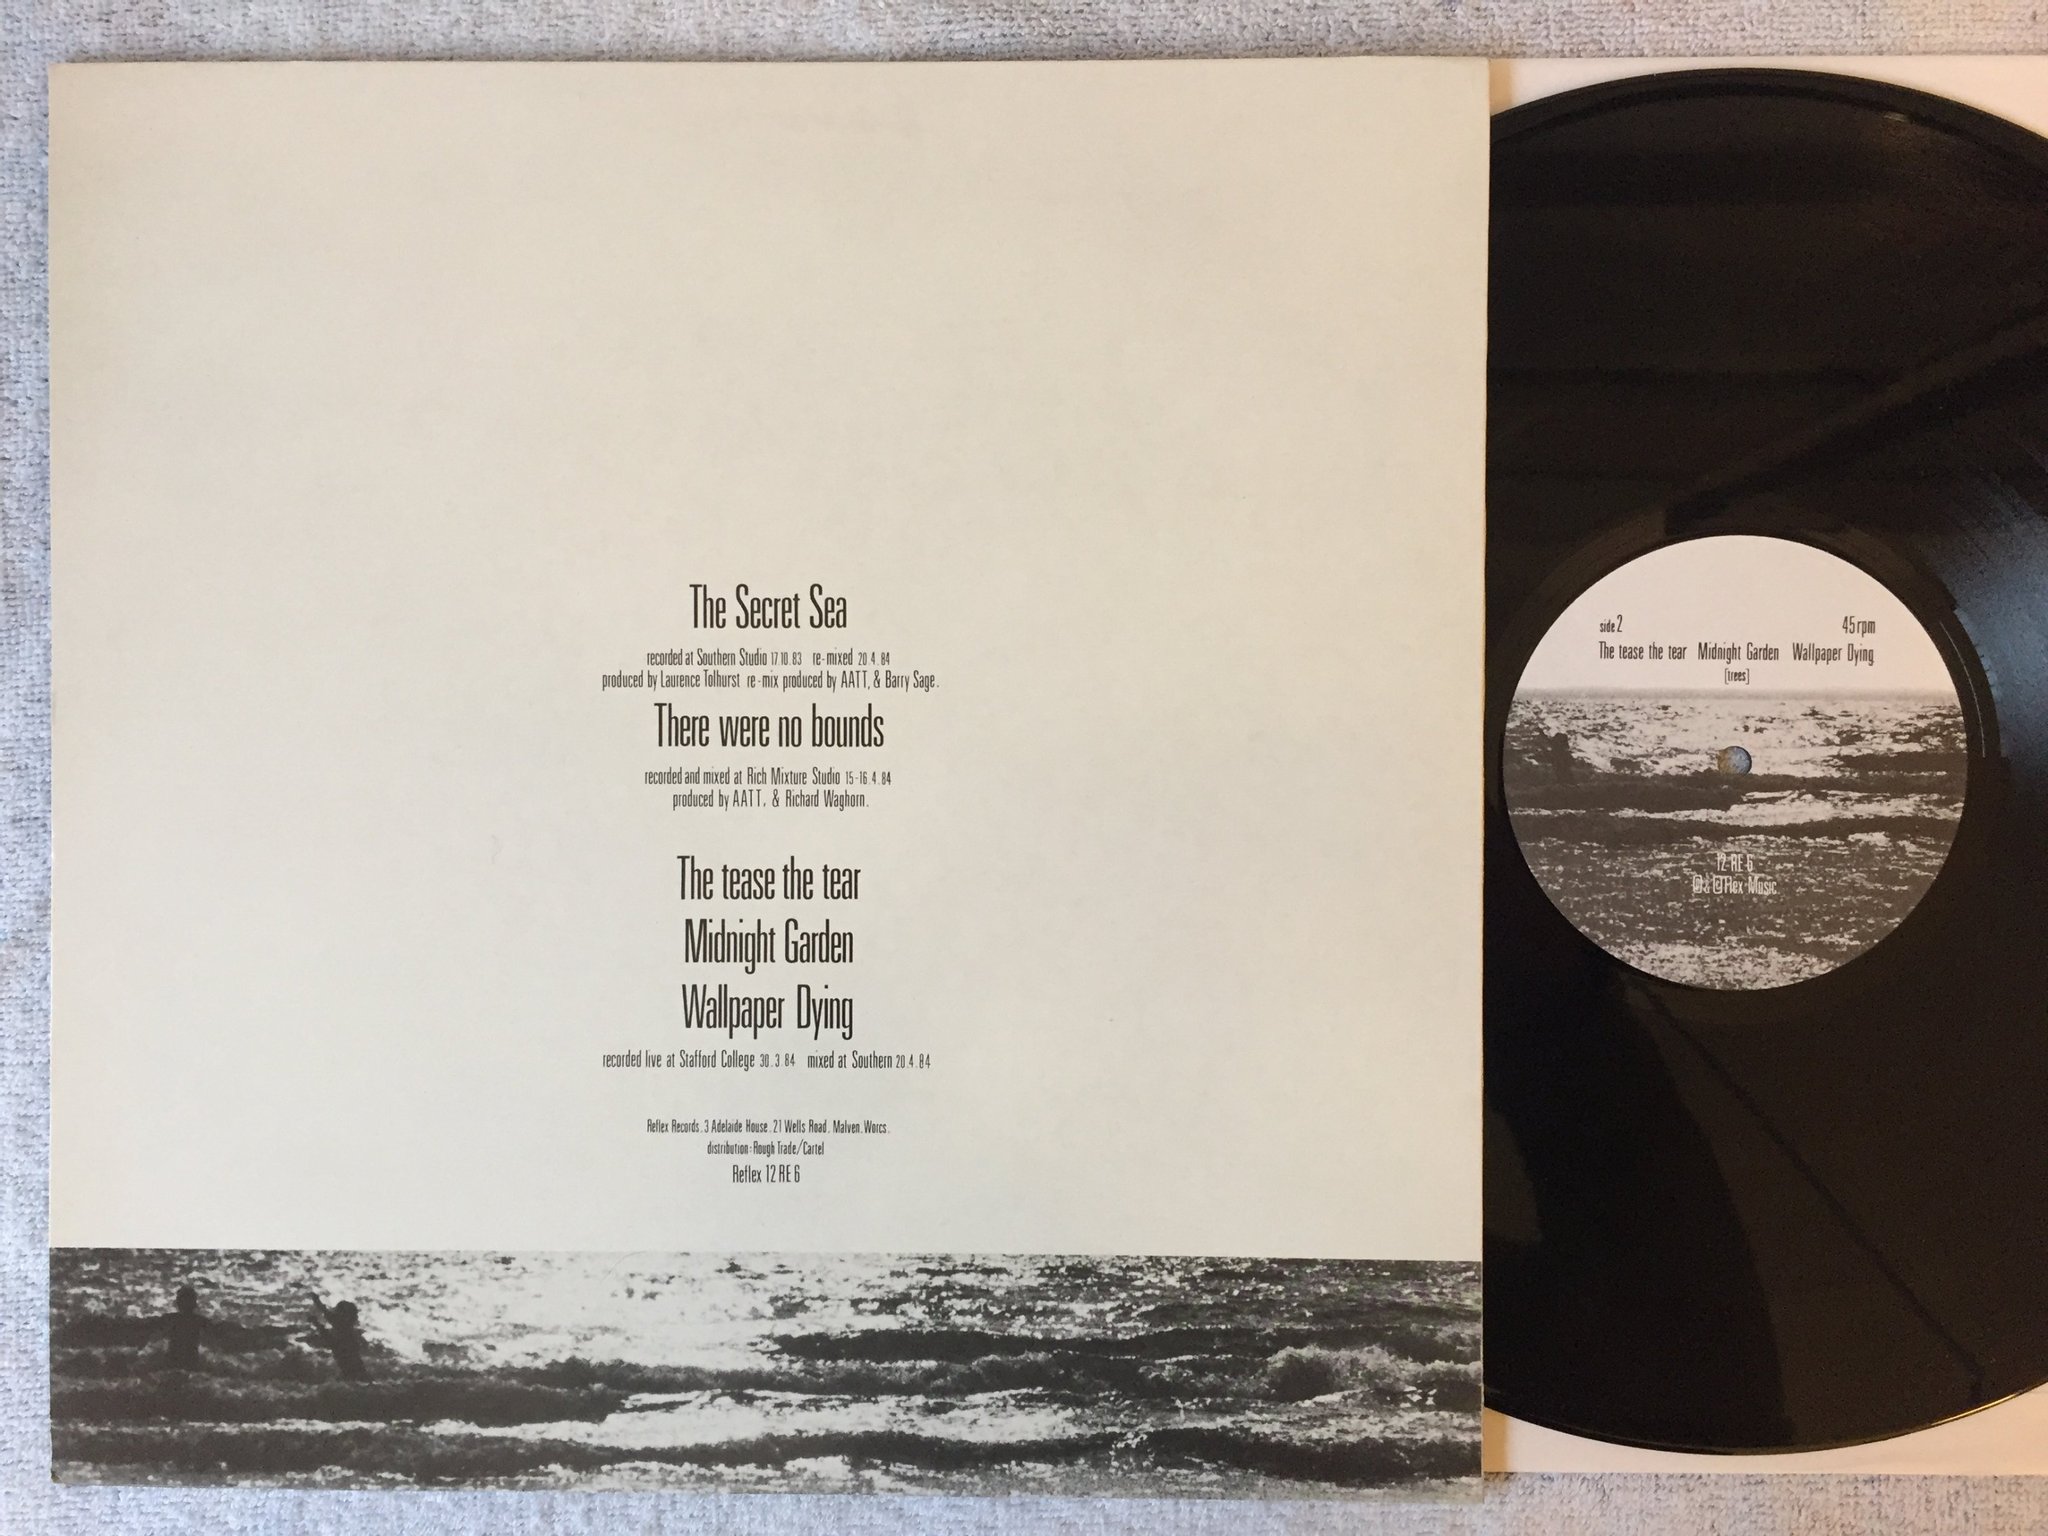 The Secret Sea
recorded at Southern Studio 17.10.83 re-mixed 20.4.84
produced by Laurence Tolhurst re-mix produced by AATT, & Barry Sage.
There were no bounds
recorded and mixed at Rich Mixture Studio 15-16.4.84
produced by AATT, & Richard Waghorn.
The tease the tear
Midnight Garden
Wallpaper Dying
recorded live at Stafford College 30.3.84 mixed at Southern 20.4.84
Reflex Records. 3 Adelaide House. 21 Wells Road. Malven. Worcs.
distribution: Rough Trade/Cartel
Reflex 12 RE 6
side 2 45 rpm
The tease the tear Midnight Garden Wallpaper Dying
[trees]
12 RE 6
℗ & © Flex Music